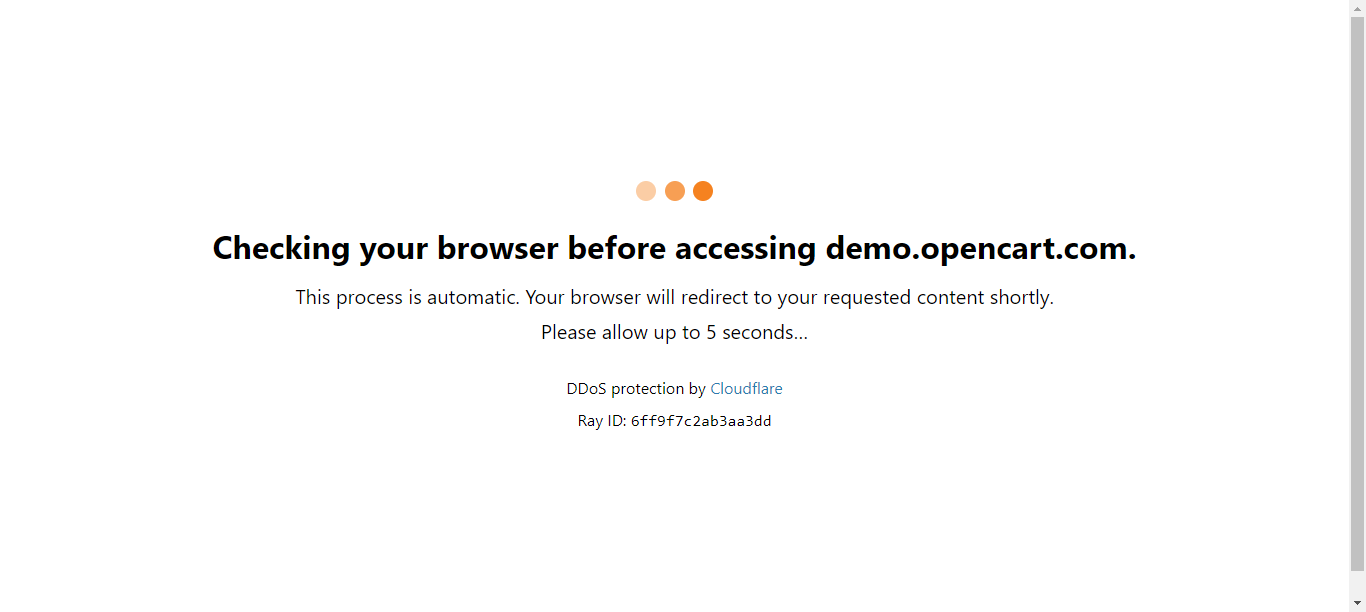 Checking your browser before accessing demo.opencart.com.
This process is automatic. Your browser will redirect to your requested content shortly.
Please allow up to 5 seconds…
DDoS protection by Cloudflare
Ray ID: 6ff9f7c2ab3aa3dd